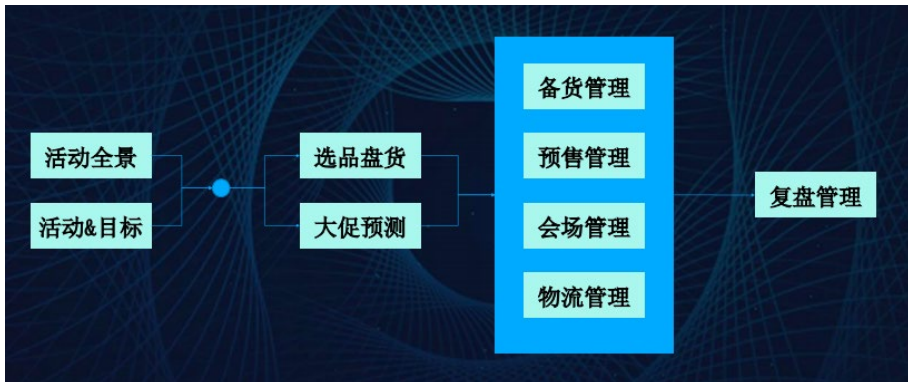 活动全景
活动&目标
选品盘货
大促预测
备货管理
预售管理
会场管理
物流管理
复盘管理